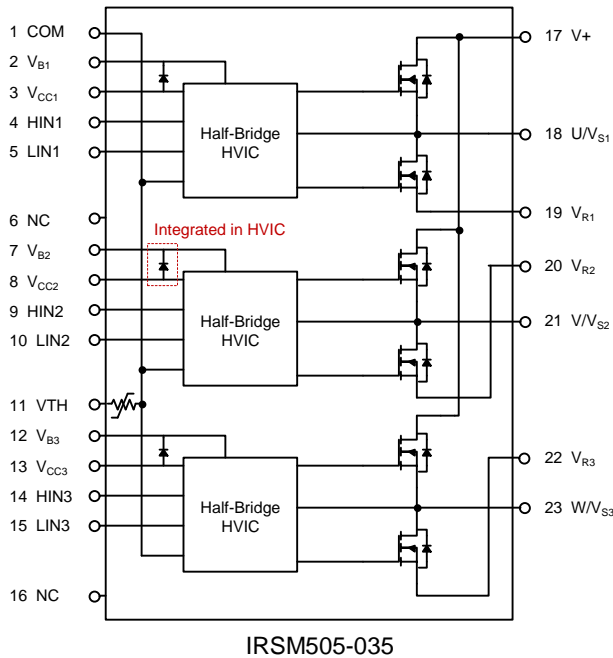 1 COM
2 VB1
3 VCC1
4 HIN1
5 LIN1
6 NC
7 VB2
8 VCC2
9 HIN2
10 LIN2
11 VTH
12 VB3
13 VCC3
14 HIN3
15 LIN3
16 NC
Half-Bridge
HVIC
Integrated in HVIC
Half-Bridge
HVIC
Half-Bridge
HVIC
17 V+
18 U/VS1
19 VR1
20 VR2
21 V/VS2
22 VR3
23 W/VS3
IRSM505-035